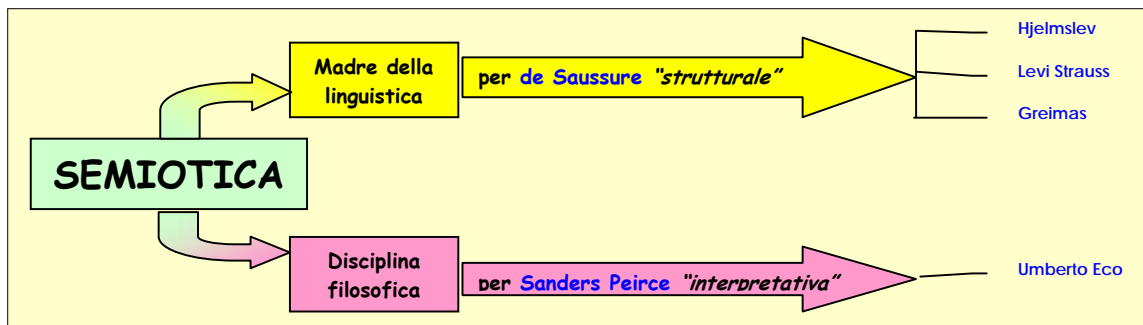 SEMIOTICA
Madre della
linguistica
per de Saussure "strutturale"
Hjelmslev
Levi Strauss
Greimas
Disciplina
filosofica
per Sanders Peirce "interpretativa"
Umberto Eco